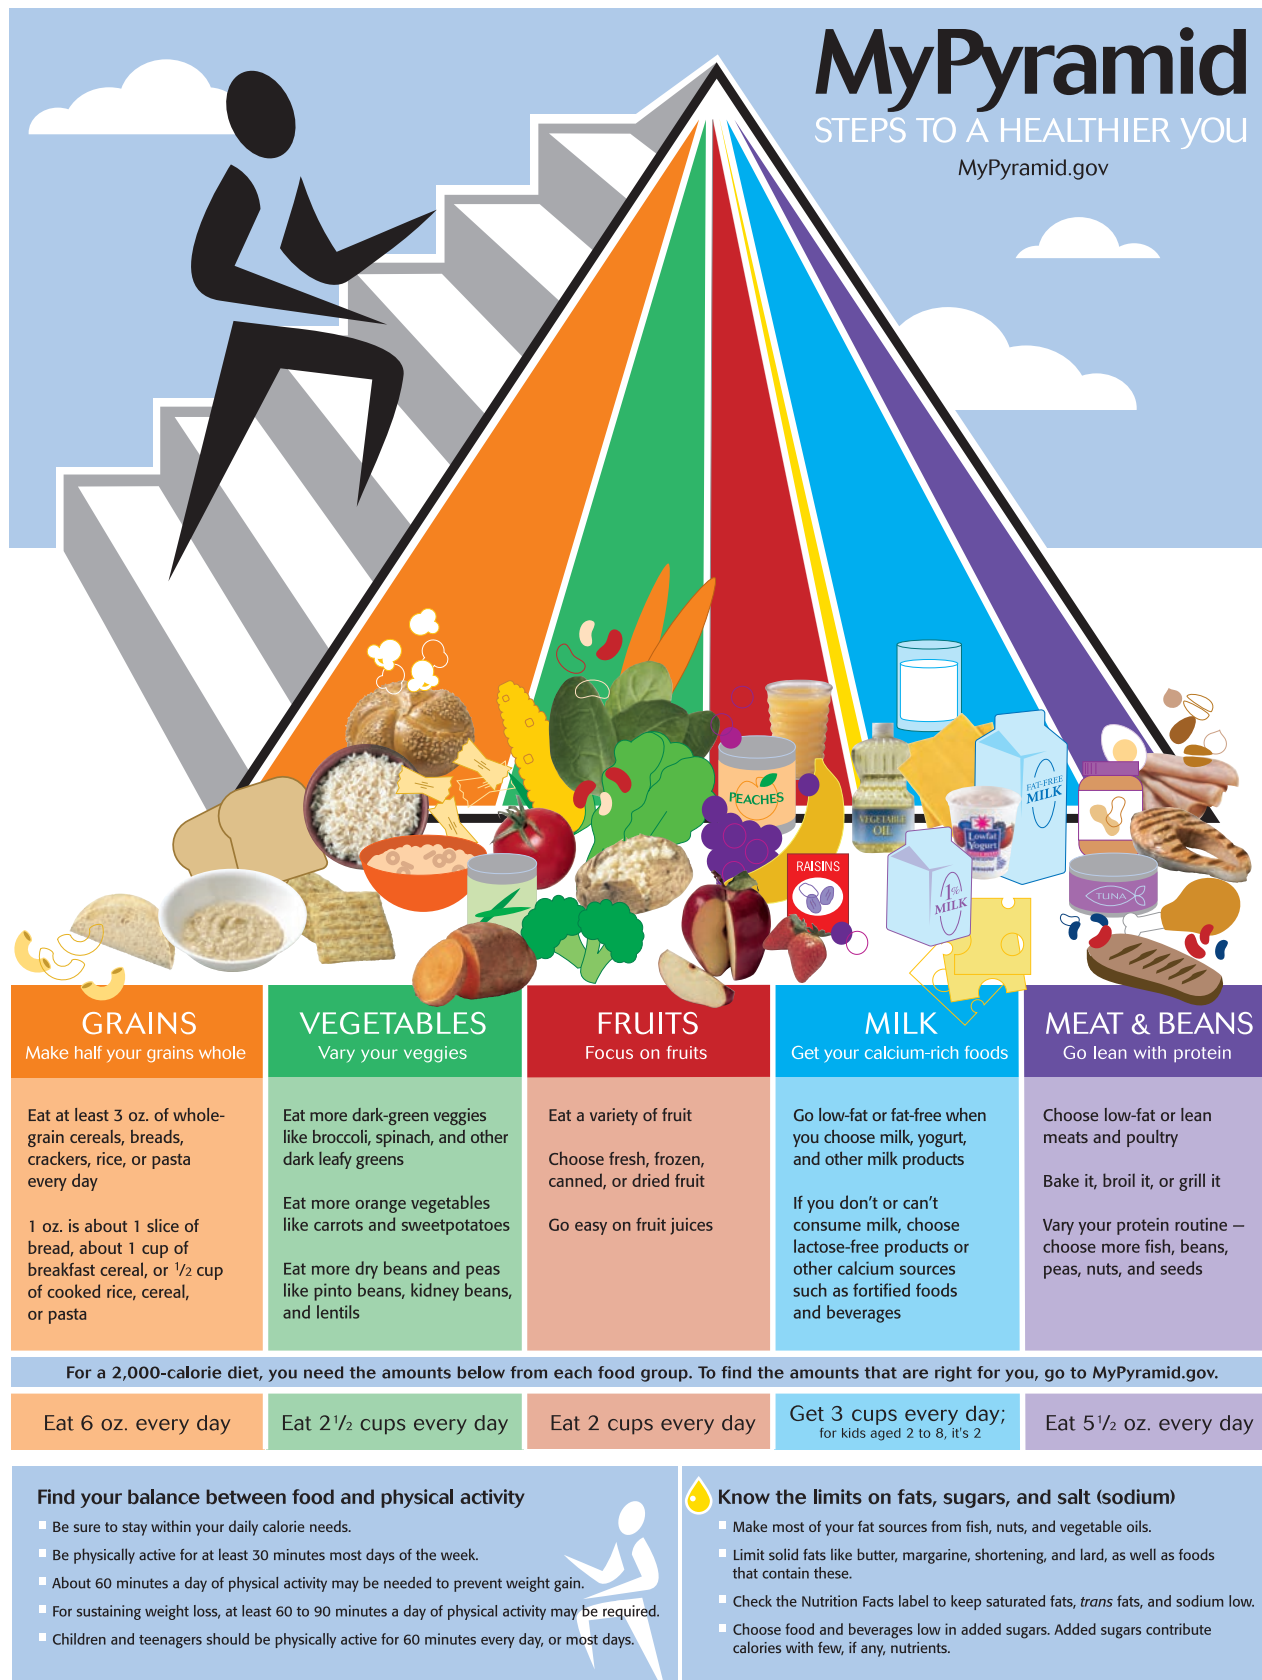 MyPyramid
STEPS TO A HEALTHIER YOU
MyPyramid.gov
PEACHES
VEGETABLE
OIL
FAT-FREE
MILK
Lowfat
Yogurt
RAISINS
1%
MILK
TUNA
GRAINS
Make half your grains whole
Eat at least 3 oz. of whole-
grain cereals, breads,
crackers, rice, or pasta
every day
1 oz. is about 1 slice of
bread, about 1 cup of
breakfast cereal, or 1/2 cup
of cooked rice, cereal,
or pasta
VEGETABLES
Vary your veggies
Eat more dark-green veggies
like broccoli, spinach, and other
dark leafy greens
Eat more orange vegetables
like carrots and sweetpotatoes
Eat more dry beans and peas
like pinto beans, kidney beans,
and lentils
FRUITS
Focus on fruits
Eat a variety of fruit
Choose fresh, frozen,
canned, or dried fruit
Go easy on fruit juices
MILK
Get your calcium-rich foods
Go low-fat or fat-free when
you choose milk, yogurt,
and other milk products
If you don't or can't
consume milk, choose
lactose-free products or
other calcium sources
such as fortified foods
and beverages
MEAT & BEANS
Go lean with protein
Choose low-fat or lean
meats and poultry
Bake it, broil it, or grill it
Vary your protein routine —
choose more fish, beans,
peas, nuts, and seeds
For a 2,000-calorie diet, you need the amounts below from each food group. To find the amounts that are right for you, go to MyPyramid.gov.
Eat 6 oz. every day
Eat 2 1/2 cups every day
Eat 2 cups every day
Get 3 cups every day;
for kids aged 2 to 8, it's 2
Eat 5 1/2 oz. every day
Find your balance between food and physical activity
Be sure to stay within your daily calorie needs.
Be physically active for at least 30 minutes most days of the week.
About 60 minutes a day of physical activity may be needed to prevent weight gain.
For sustaining weight loss, at least 60 to 90 minutes a day of physical activity may be required.
Children and teenagers should be physically active for 60 minutes every day, or most days.
Know the limits on fats, sugars, and salt (sodium)
Make most of your fat sources from fish, nuts, and vegetable oils.
Limit solid fats like butter, margarine, shortening, and lard, as well as foods
that contain these.
Check the Nutrition Facts label to keep saturated fats, trans fats, and sodium low.
Choose food and beverages low in added sugars. Added sugars contribute
calories with few, if any, nutrients.